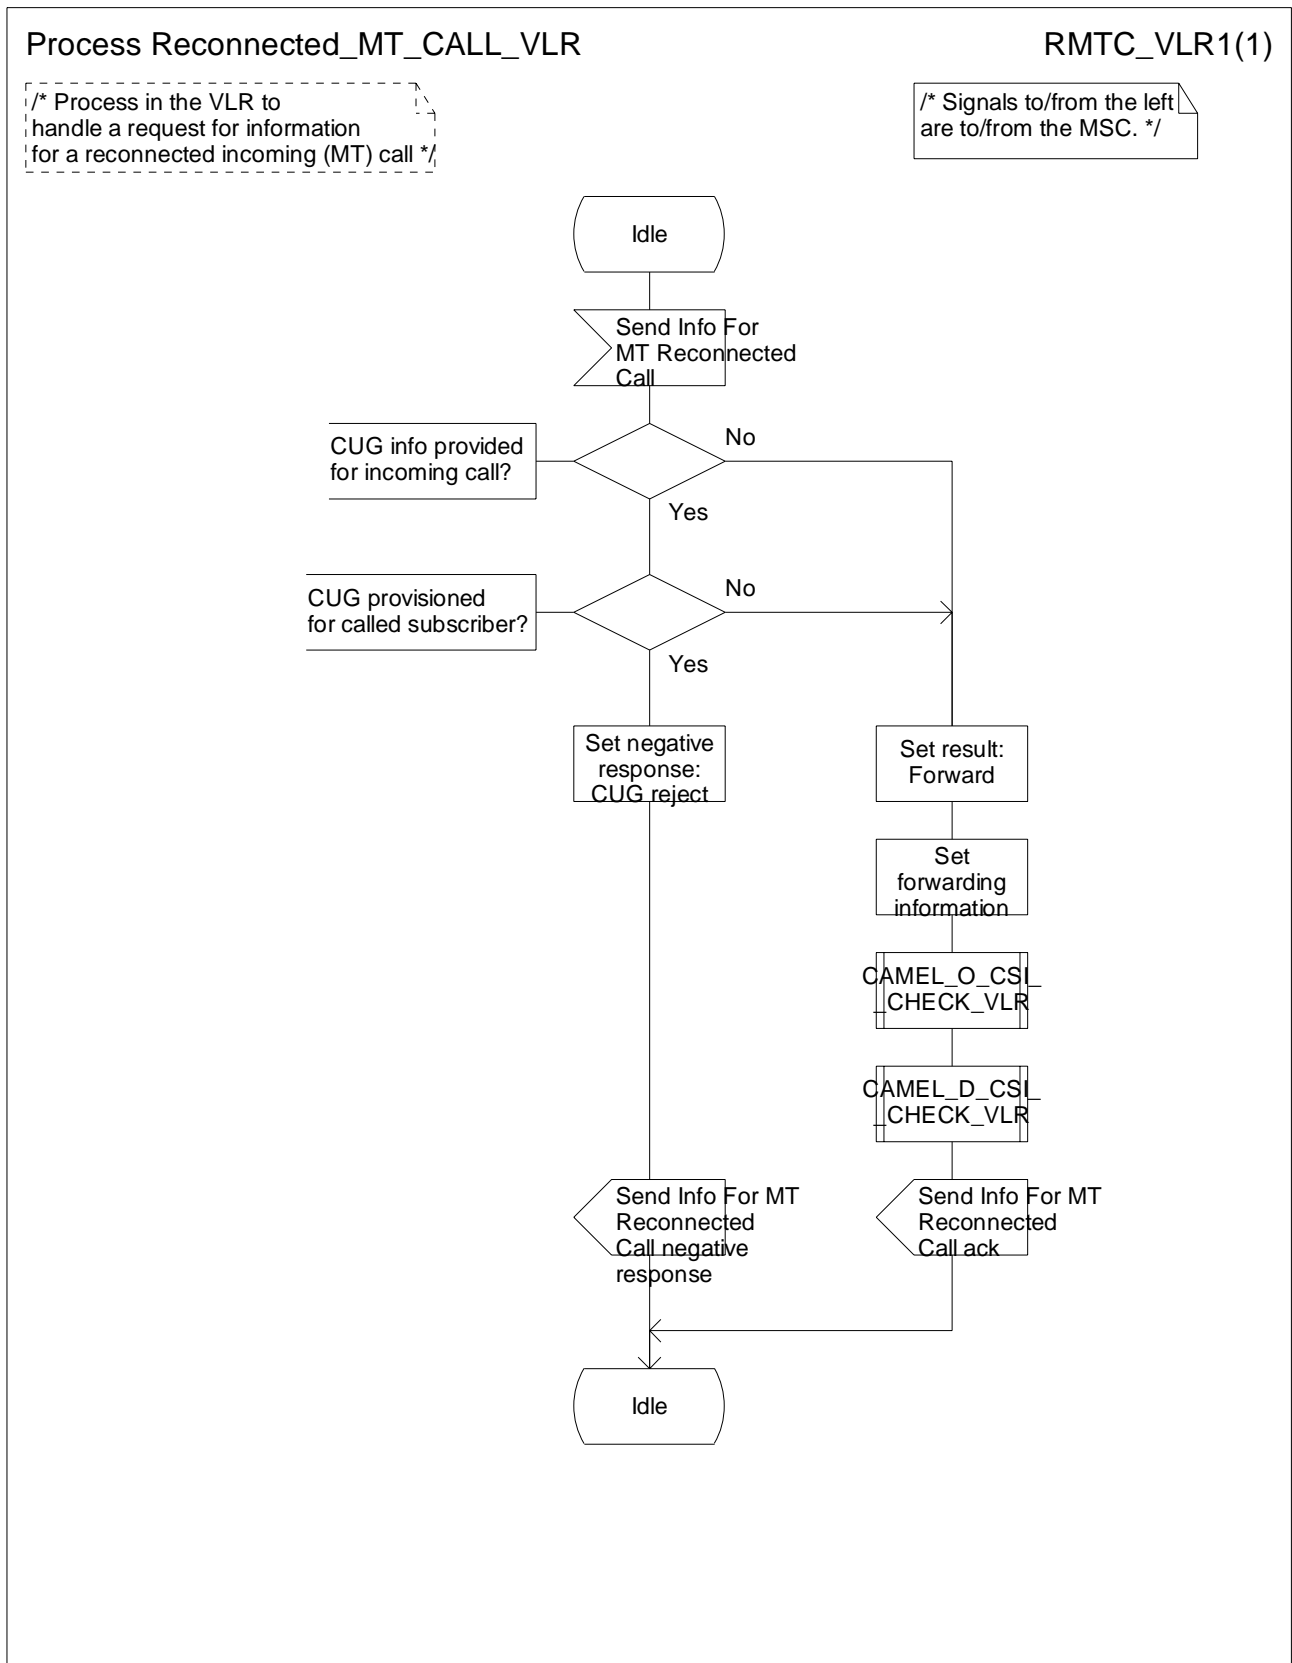 Process Reconnected_MT_CALL_VLR
RMTC_VLR1(1)
/* Process in the VLR to
handle a request for information
for a reconnected incoming (MT) call */
/* Signals to/from the left
are to/from the MSC. */
Idle
Send Info For
MT Reconnected
Call
CUG info provided
for incoming call?
No
Yes
CUG provisioned
for called subscriber?
No
Yes
Set negative
response:
CUG reject
Set result:
Forward
Set
forwarding
information
CAMEL_O_CSI_
_CHECK_VLR
CAMEL_D_CSI_
_CHECK_VLR
Send Info For MT
Reconnected
Call negative
response
Send Info For MT
Reconnected
Call ack
Idle